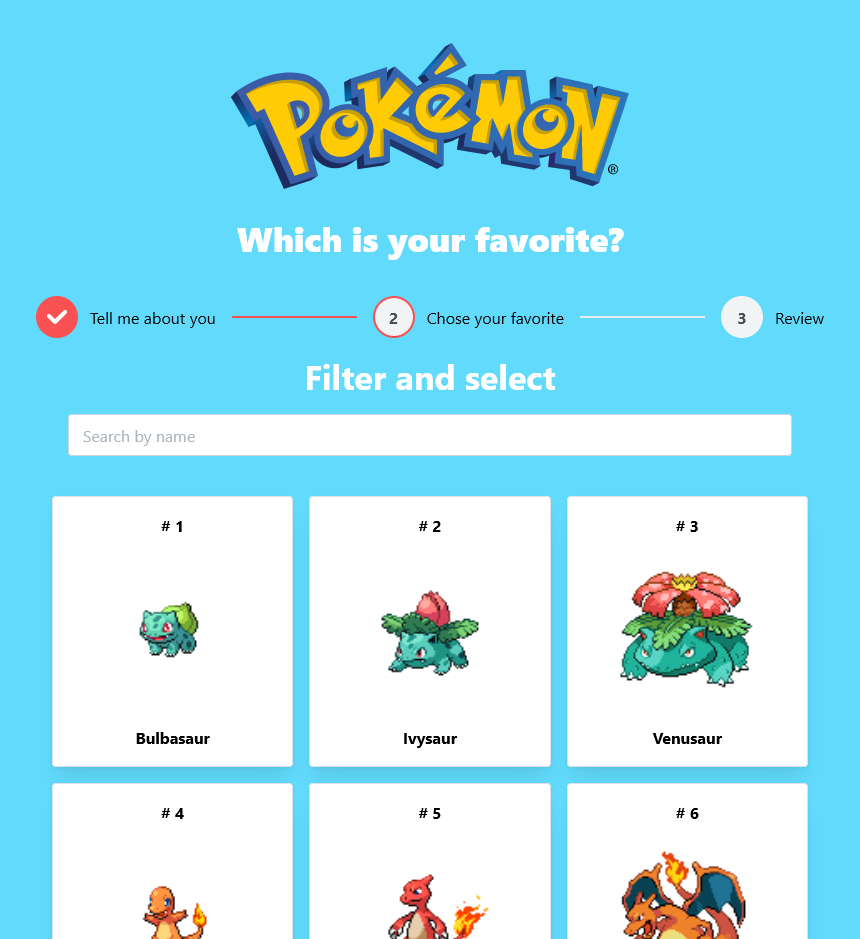 POKéMON
®
Which is your favorite?
Tell me about you
2 Chose your favorite
3 Review
Filter and select
Search by name
# 1
# 2
# 3
Bulbasaur
Ivysaur
Venusaur
# 4
# 5
# 6